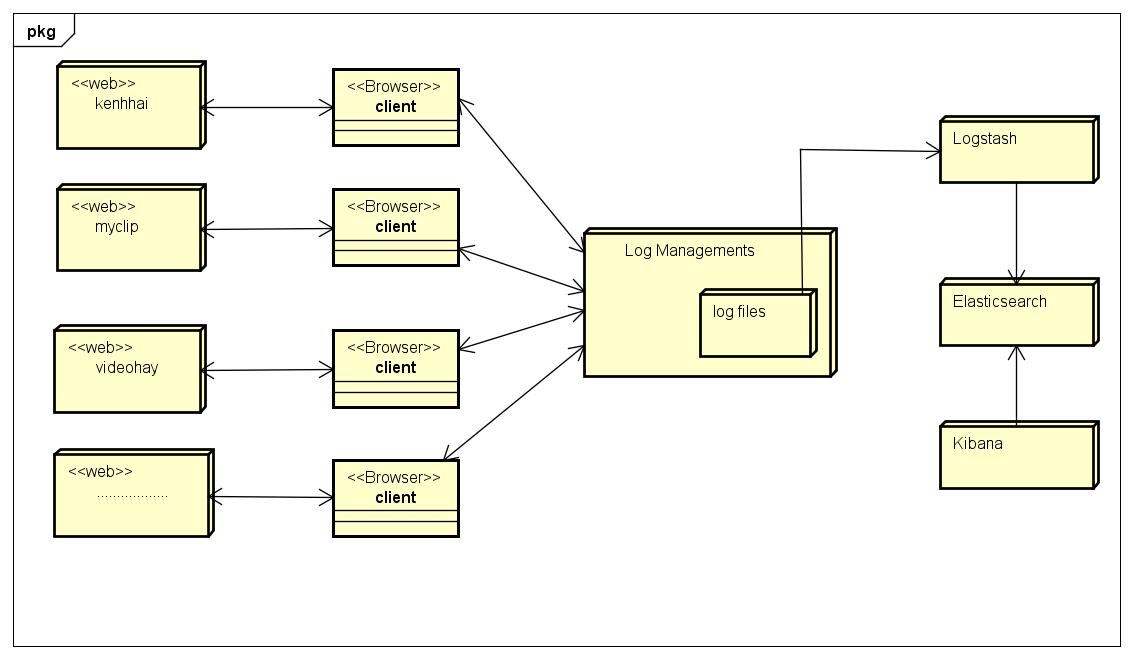 pkg
<<web>>
kenhhai
<<Browser>>
client
<<web>>
myclip
<<Browser>>
client
<<web>>
videohay
<<Browser>>
client
<<web>>
.................
<<Browser>>
client
Log Managements
log files
Logstash
Elasticsearch
Kibana